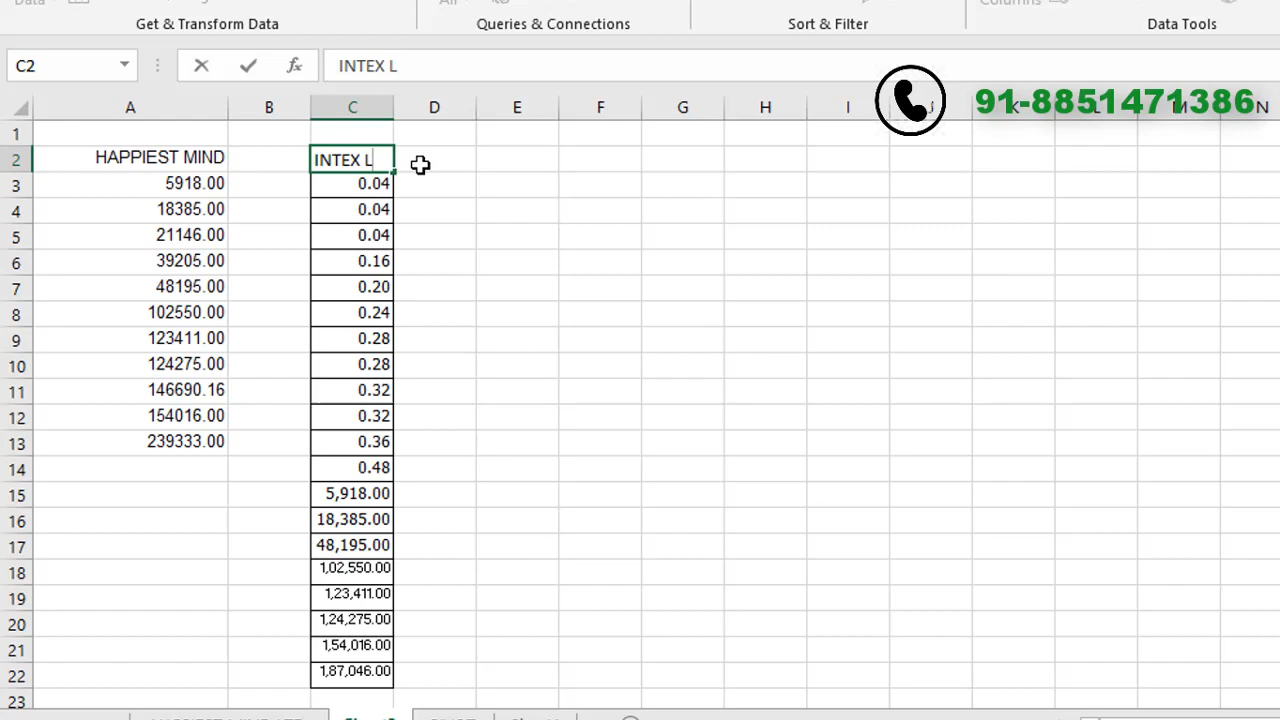 Get & Transform Data Queries & Connections Sort & Filter Data Tools
C2 fx INTEX L
91-8851471386
A B C D E F G H I J K L M N
1
2 HAPPIEST MIND INTEX L
3 5918.00 0.04
4 18385.00 0.04
5 21146.00 0.04
6 39205.00 0.16
7 48195.00 0.20
8 102550.00 0.24
9 123411.00 0.28
10 124275.00 0.28
11 146690.16 0.32
12 154016.00 0.32
13 239333.00 0.36
14 0.48
15 5,918.00
16 18,385.00
17 48,195.00
18 1,02,550.00
19 1,23,411.00
20 1,24,275.00
21 1,54,016.00
22 1,87,046.00
23